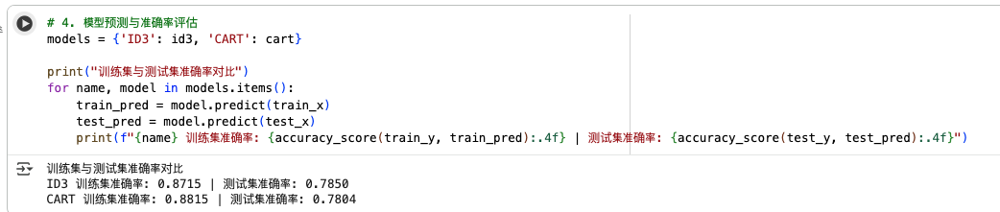 # 4. 模型预测与准确率评估
models = {'ID3': id3, 'CART': cart}
print("训练集与测试集准确率对比")
for name, model in models.items():
    train_pred = model.predict(train_x)
    test_pred = model.predict(test_x)
    print(f"{name} 训练集准确率: {accuracy_score(train_y, train_pred):.4f} | 测试集准确率: {accuracy_score(test_y, test_pred):.4f}")
训练集与测试集准确率对比
ID3 训练集准确率: 0.8715 | 测试集准确率: 0.7850
CART 训练集准确率: 0.8815 | 测试集准确率: 0.7804